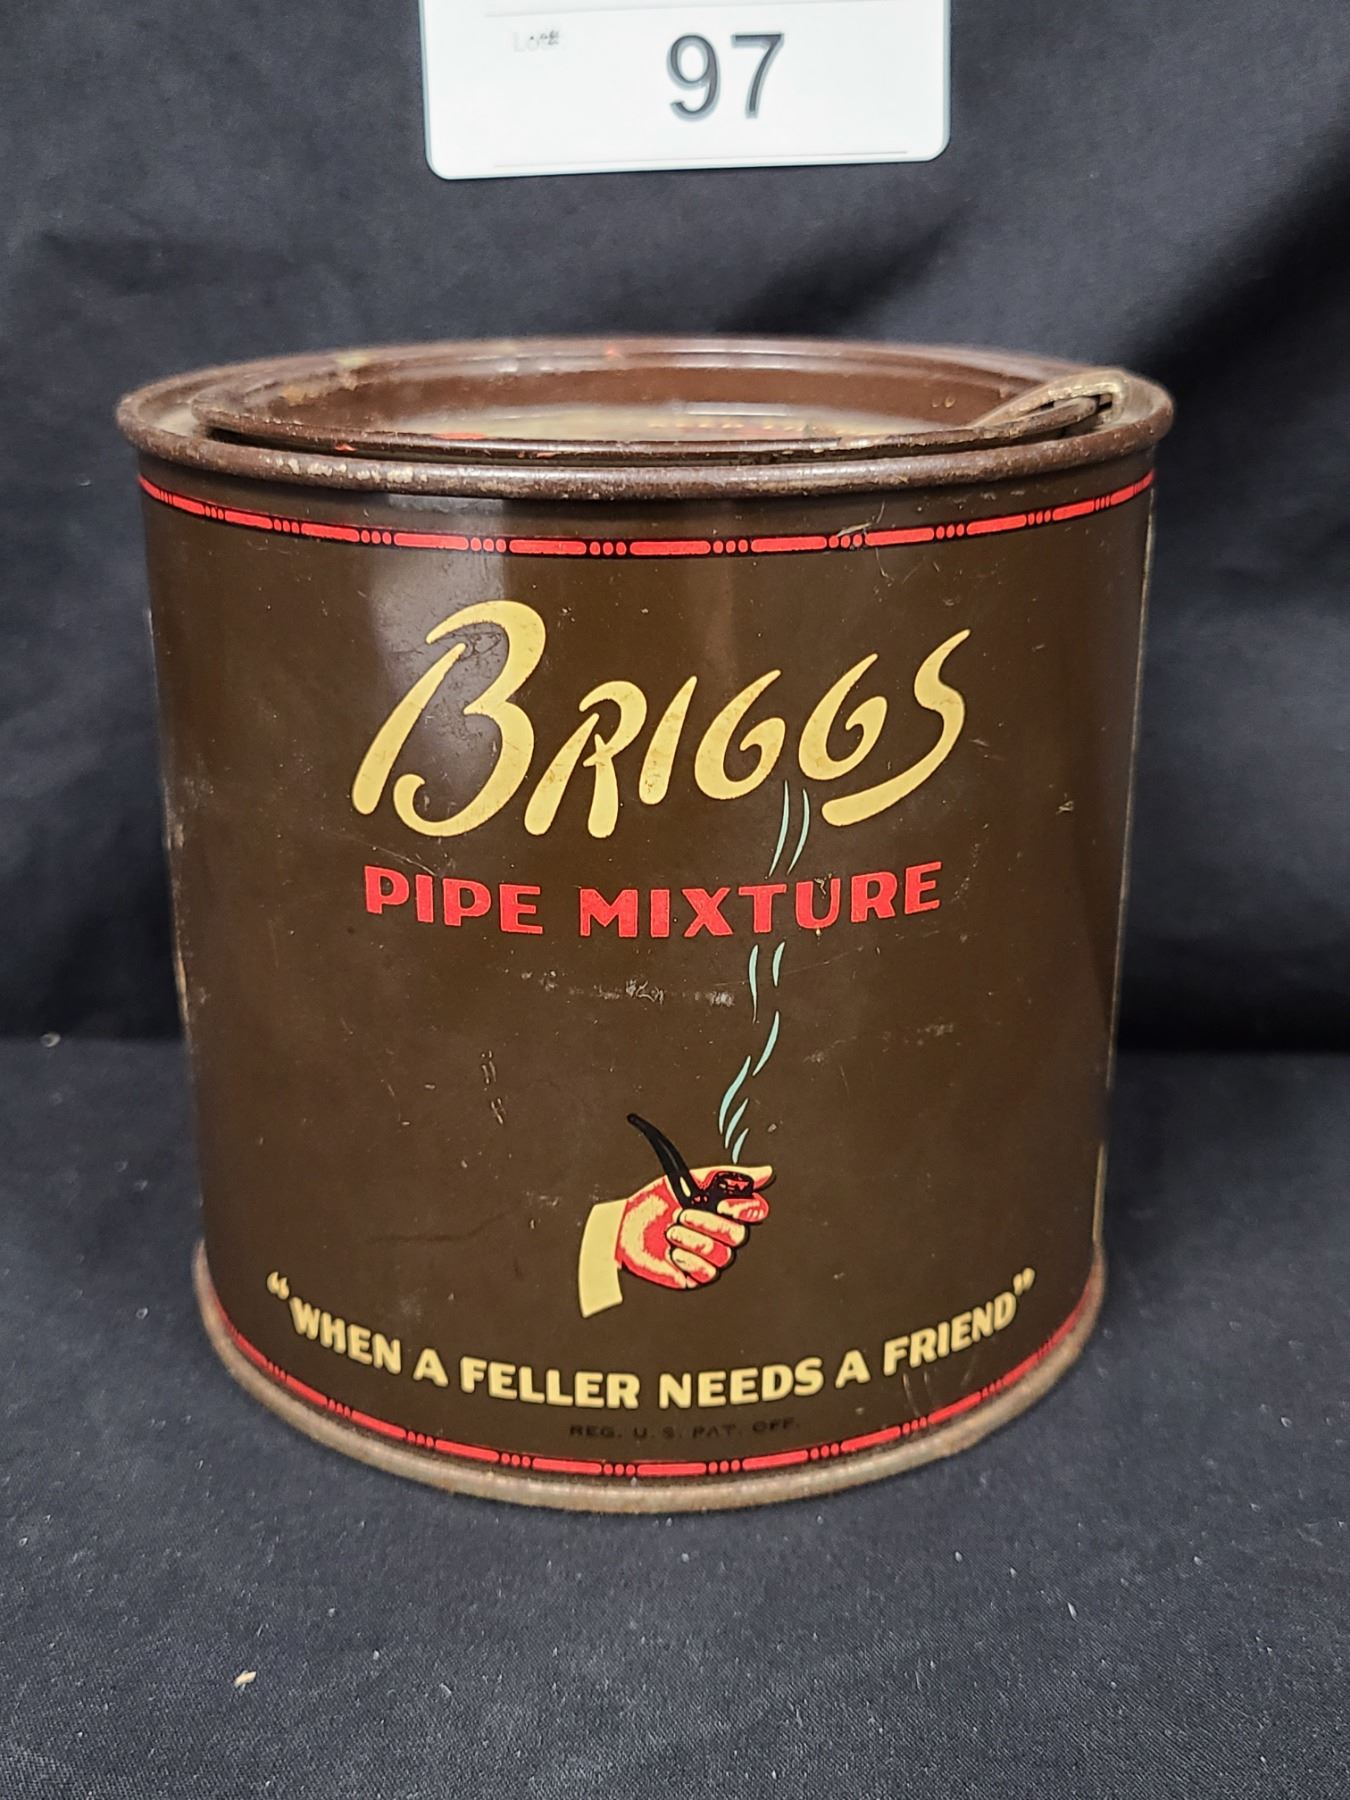 Lot#
97
BRIGGS
PIPE MIXTURE
"WHEN A FELLER NEEDS A FRIEND"
REG. U.S. PAT. OFF.